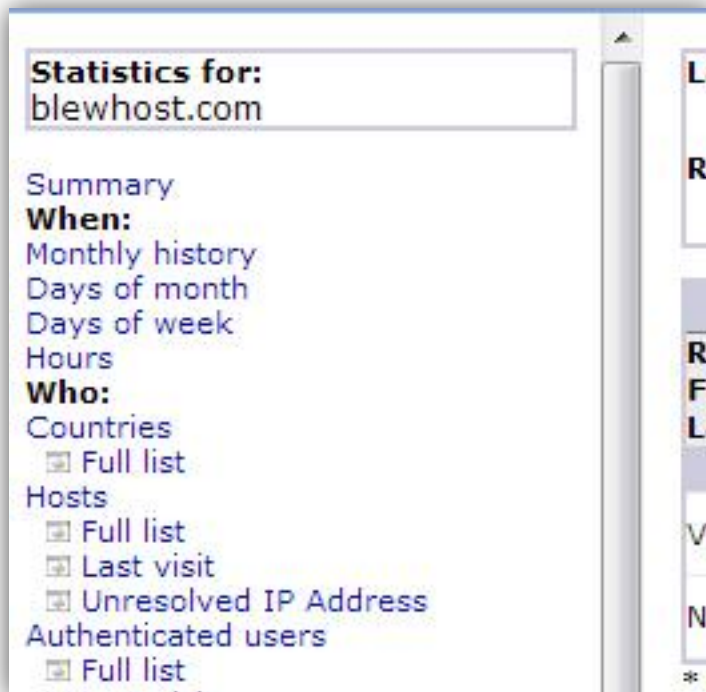 Statistics for:
blewhost.com
Summary
When:
Monthly history
Days of month
Days of week
Hours
Who:
Countries
Full list
Hosts
Full list
Last visit
Unresolved IP Address
Authenticated users
Full list
*